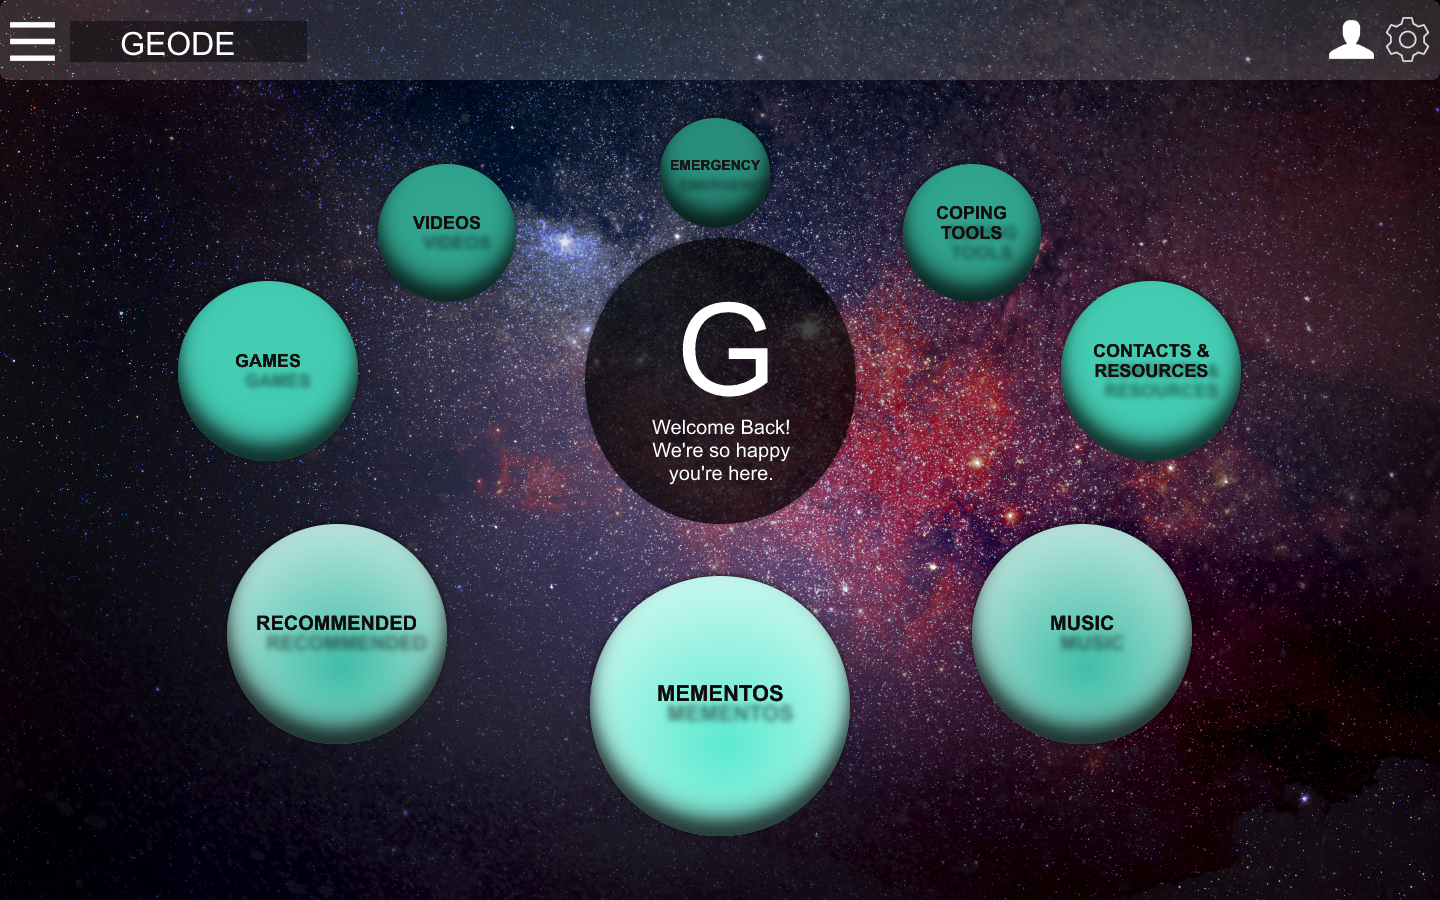 GEODE
EMERGENCY
VIDEOS
COPING
TOOLS
GAMES
CONTACTS &
RESOURCES
G
Welcome Back!
We're so happy
you're here.
RECOMMENDED
MUSIC
MEMENTOS